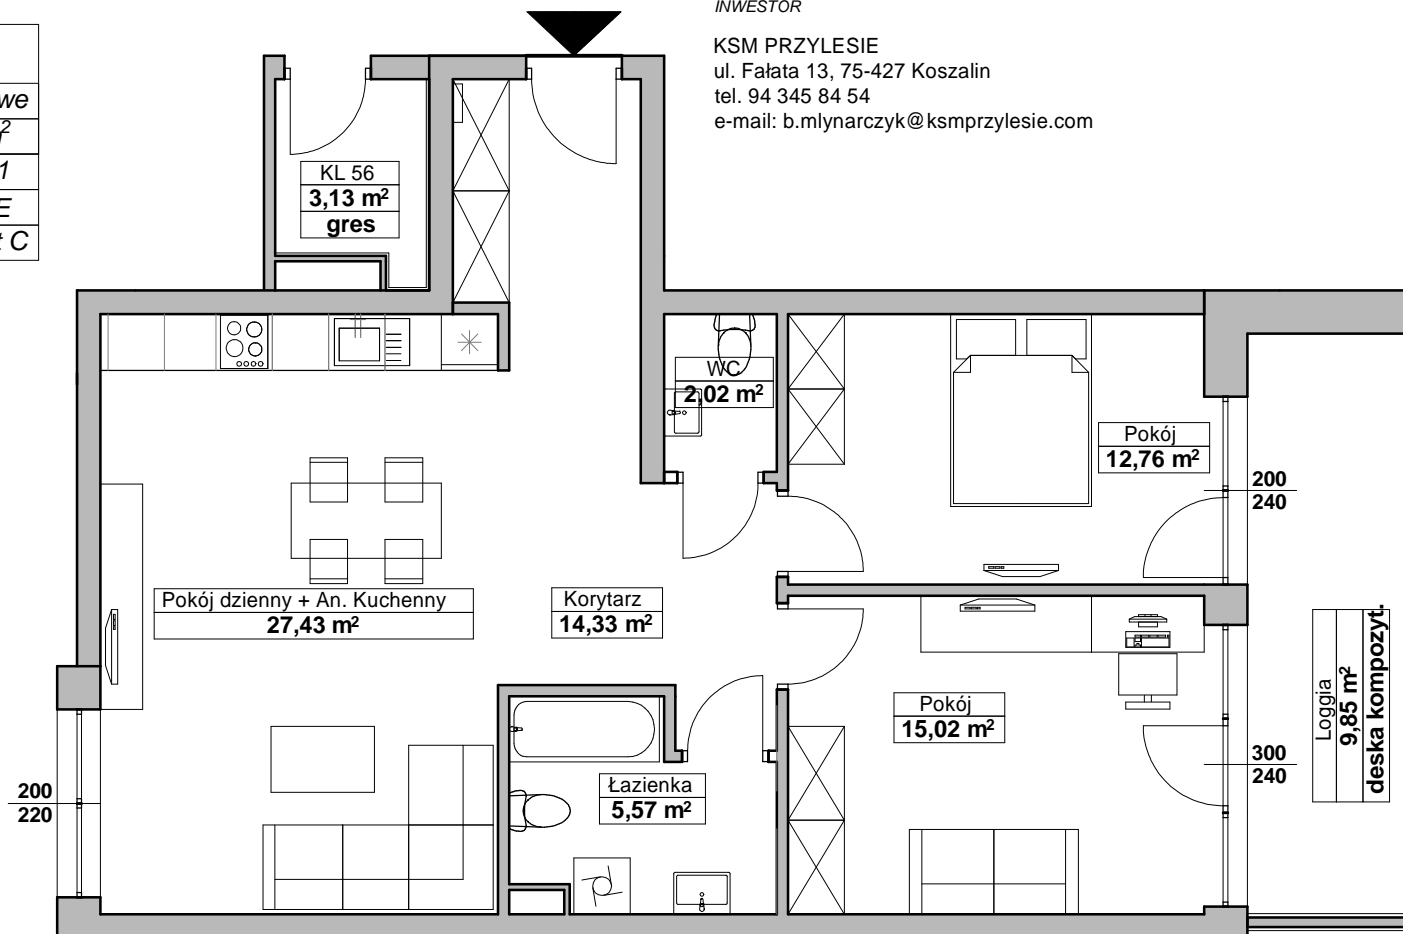 INWESTOR
KSM PRZYLESIE
ul. Fałata 13, 75-427 Koszalin
tel. 94 345 84 54
e-mail: b.mlynarczyk@ksmprzylesie.com
we
2
1
E
t C
KL 56
3,13 m²
gres
WC
2,02 m²
Pokój
12,76 m²
200
240
Pokój dzienny + An. Kuchenny
27,43 m²
Korytarz
14,33 m²
Pokój
15,02 m²
Loggia
9,85 m²
deska kompozyt.
300
240
Łazienka
5,57 m²
200
220